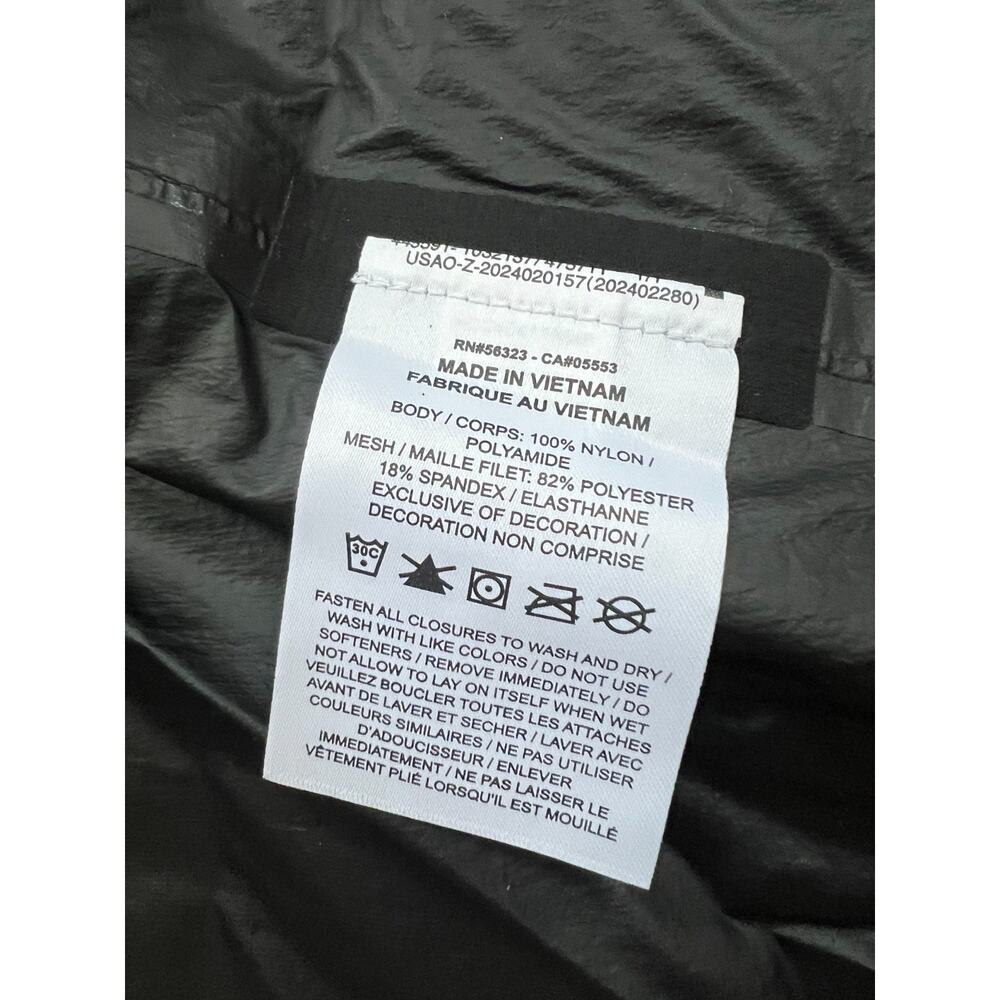 USAO-Z-2024020157(202402280)
RN#56323 - CA#05553
MADE IN VIETNAM
FABRIQUE AU VIETNAM
BODY / CORPS: 100% NYLON /
POLYAMIDE
MESH / MAILLE FILET: 82% POLYESTER
18% SPANDEX / ELASTHANNE
EXCLUSIVE OF DECORATION /
DECORATION NON COMPRISE
30C
FASTEN ALL CLOSURES TO WASH AND DRY /
WASH WITH LIKE COLORS / DO NOT USE
SOFTENERS / REMOVE IMMEDIATELY / DO
NOT ALLOW TO LAY ON ITSELF WHEN WET
VEUILLEZ BOUCLER TOUTES LES ATTACHES
AVANT DE LAVER ET SECHER / LAVER AVEC
COULEURS SIMILAIRES / NE PAS UTILISER
D'ADOUCISSEUR / ENLEVER
IMMEDIATEMENT / NE PAS LAISSER LE
VÊTEMENT PLIÉ LORSQU'IL EST MOUILLÉ